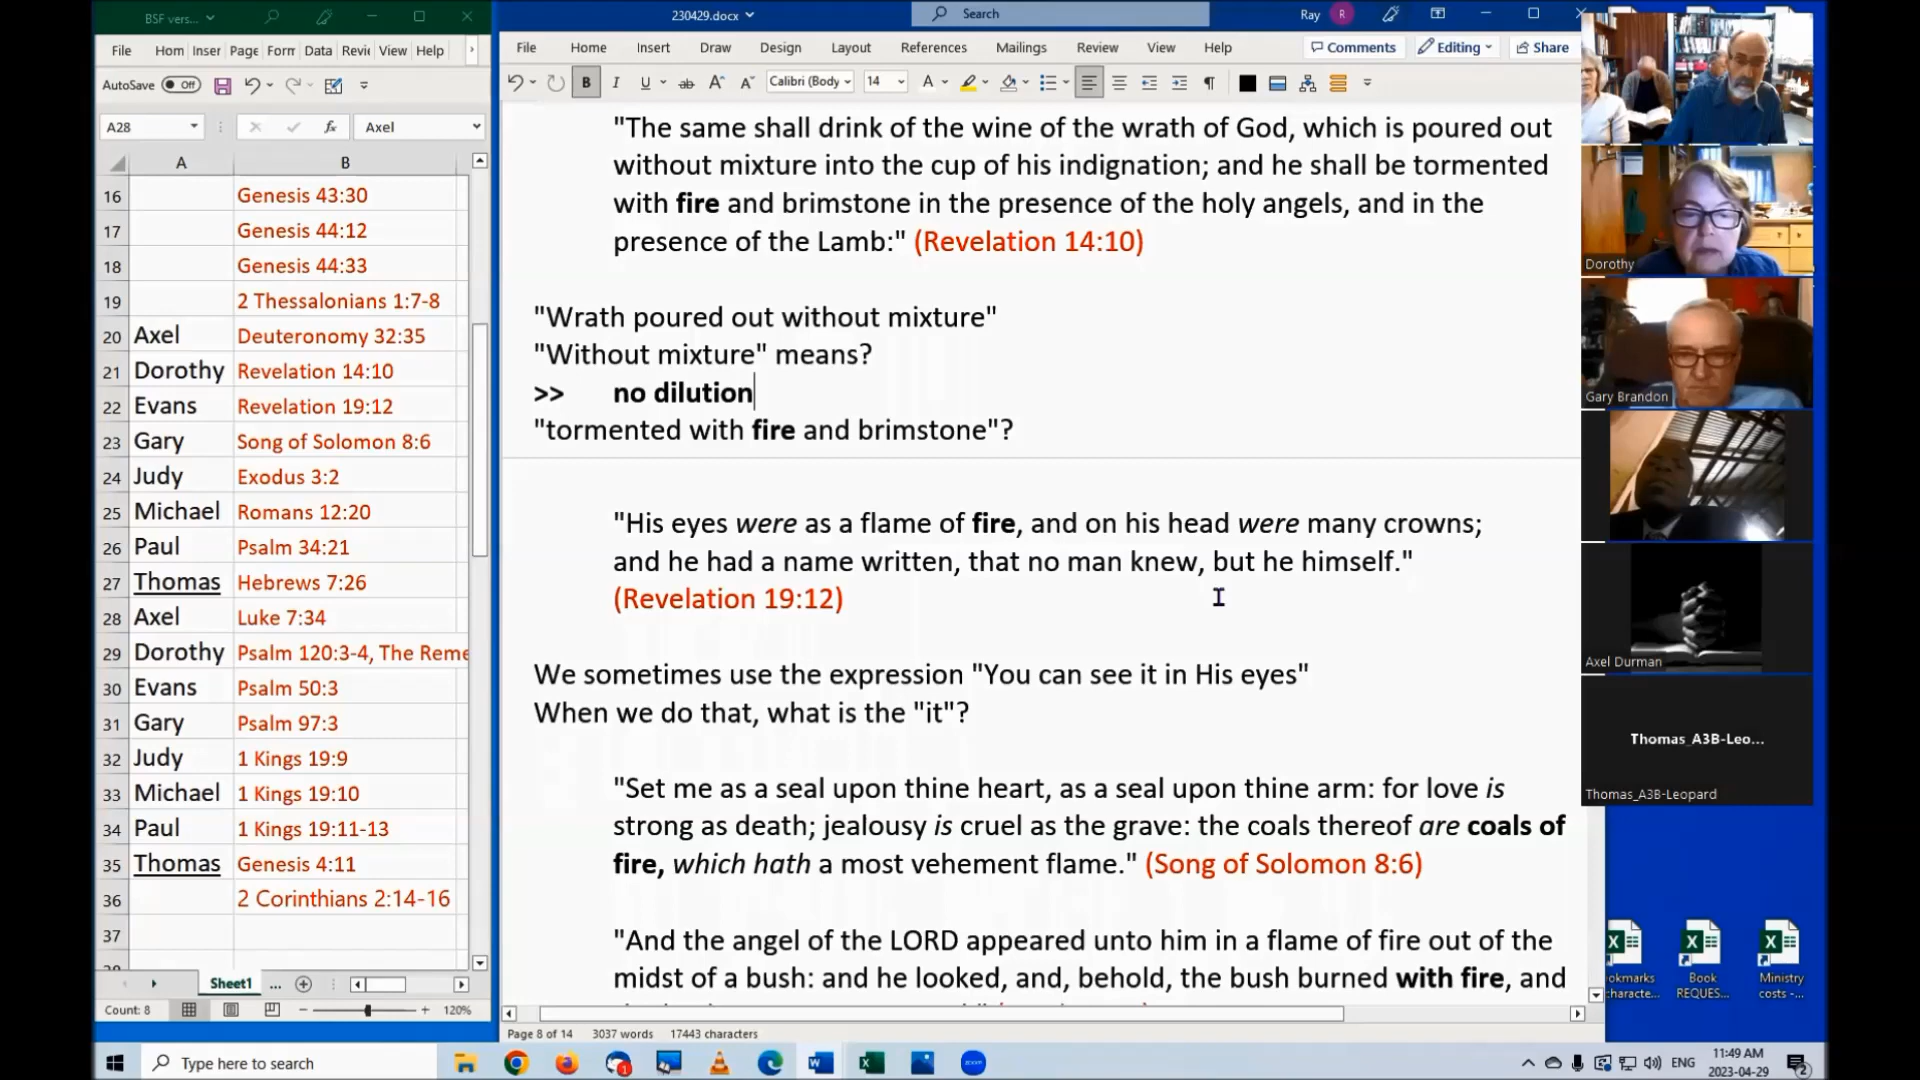 BSF vers...
File Hom Inser Page Forr Data Revi View Help
AutoSave Off
A28 fx Axel
A B
16 Genesis 43:30
17 Genesis 44:12
18 Genesis 44:33
19 2 Thessalonians 1:7-8
20 Axel Deuteronomy 32:35
21 Dorothy Revelation 14:10
22 Evans Revelation 19:12
23 Gary Song of Solomon 8:6
24 Judy Exodus 3:2
25 Michael Romans 12:20
26 Paul Psalm 34:21
27 Thomas Hebrews 7:26
28 Axel Luke 7:34
29 Dorothy Psalm 120:3-4, The Reme
30 Evans Psalm 50:3
31 Gary Psalm 97:3
32 Judy 1 Kings 19:9
33 Michael 1 Kings 19:10
34 Paul 1 Kings 19:11-13
35 Thomas Genesis 4:11
36 2 Corinthians 2:14-16
37
Sheet1 ...
Count: 8 120%
230429.docx Search Ray R
File Home Insert Draw Design Layout References Mailings Review View Help Comments Editing Share
B I U ab A A Calibri (Body 14 A
"The same shall drink of the wine of the wrath of God, which is poured out
without mixture into the cup of his indignation; and he shall be tormented
with fire and brimstone in the presence of the holy angels, and in the
presence of the Lamb:" (Revelation 14:10)
"Wrath poured out without mixture"
"Without mixture" means?
>> no dilution
"tormented with fire and brimstone"?
"His eyes were as a flame of fire, and on his head were many crowns;
and he had a name written, that no man knew, but he himself."
(Revelation 19:12)
We sometimes use the expression "You can see it in His eyes"
When we do that, what is the "it"?
"Set me as a seal upon thine heart, as a seal upon thine arm: for love is
strong as death; jealousy is cruel as the grave: the coals thereof are coals of
fire, which hath a most vehement flame." (Song of Solomon 8:6)
"And the angel of the LORD appeared unto him in a flame of fire out of the
midst of a bush: and he looked, and, behold, the bush burned with fire, and
Page 8 of 14 3037 words 17443 characters
Dorothy
Gary Brandon
Axel Durman
Thomas_A3B-Leo...
Thomas_A3B-Leopard
okmarks
characte...
Book
REQUES...
Ministry
costs -...
Type here to search
zoom
ENG
11:49 AM
2023-04-29
1
2